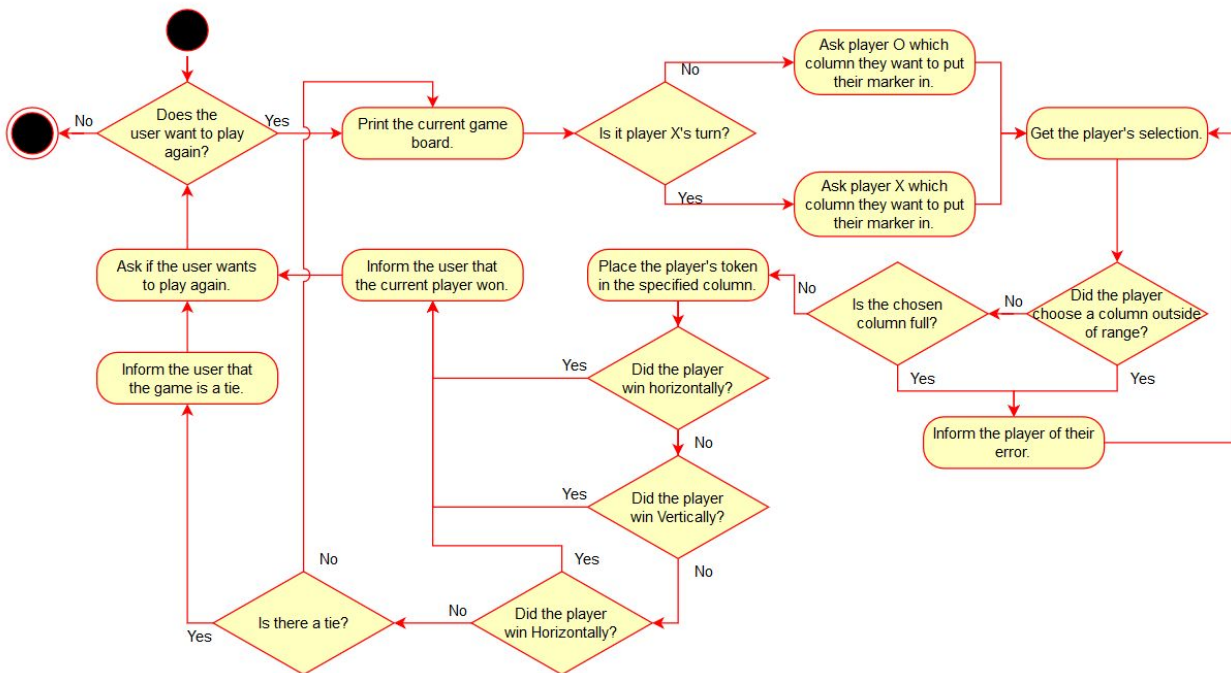 Does the
user want to play
again?
No
Yes
Print the current game
board.
Is it player X's turn?
No
Yes
Ask player O which
column they want to put
their marker in.
Ask player X which
column they want to put
their marker in.
Get the player's selection.
Did the player
choose a column outside
of range?
No
Yes
Is the chosen
column full?
No
Yes
Inform the player of their
error.
Place the player's token
in the specified column.
Did the player
win horizontally?
Yes
No
Did the player
win Vertically?
Yes
No
Did the player
win Horizontally?
Yes
No
Is there a tie?
No
Yes
Inform the user that
the current player won.
Inform the user that
the game is a tie.
Ask if the user wants
to play again.